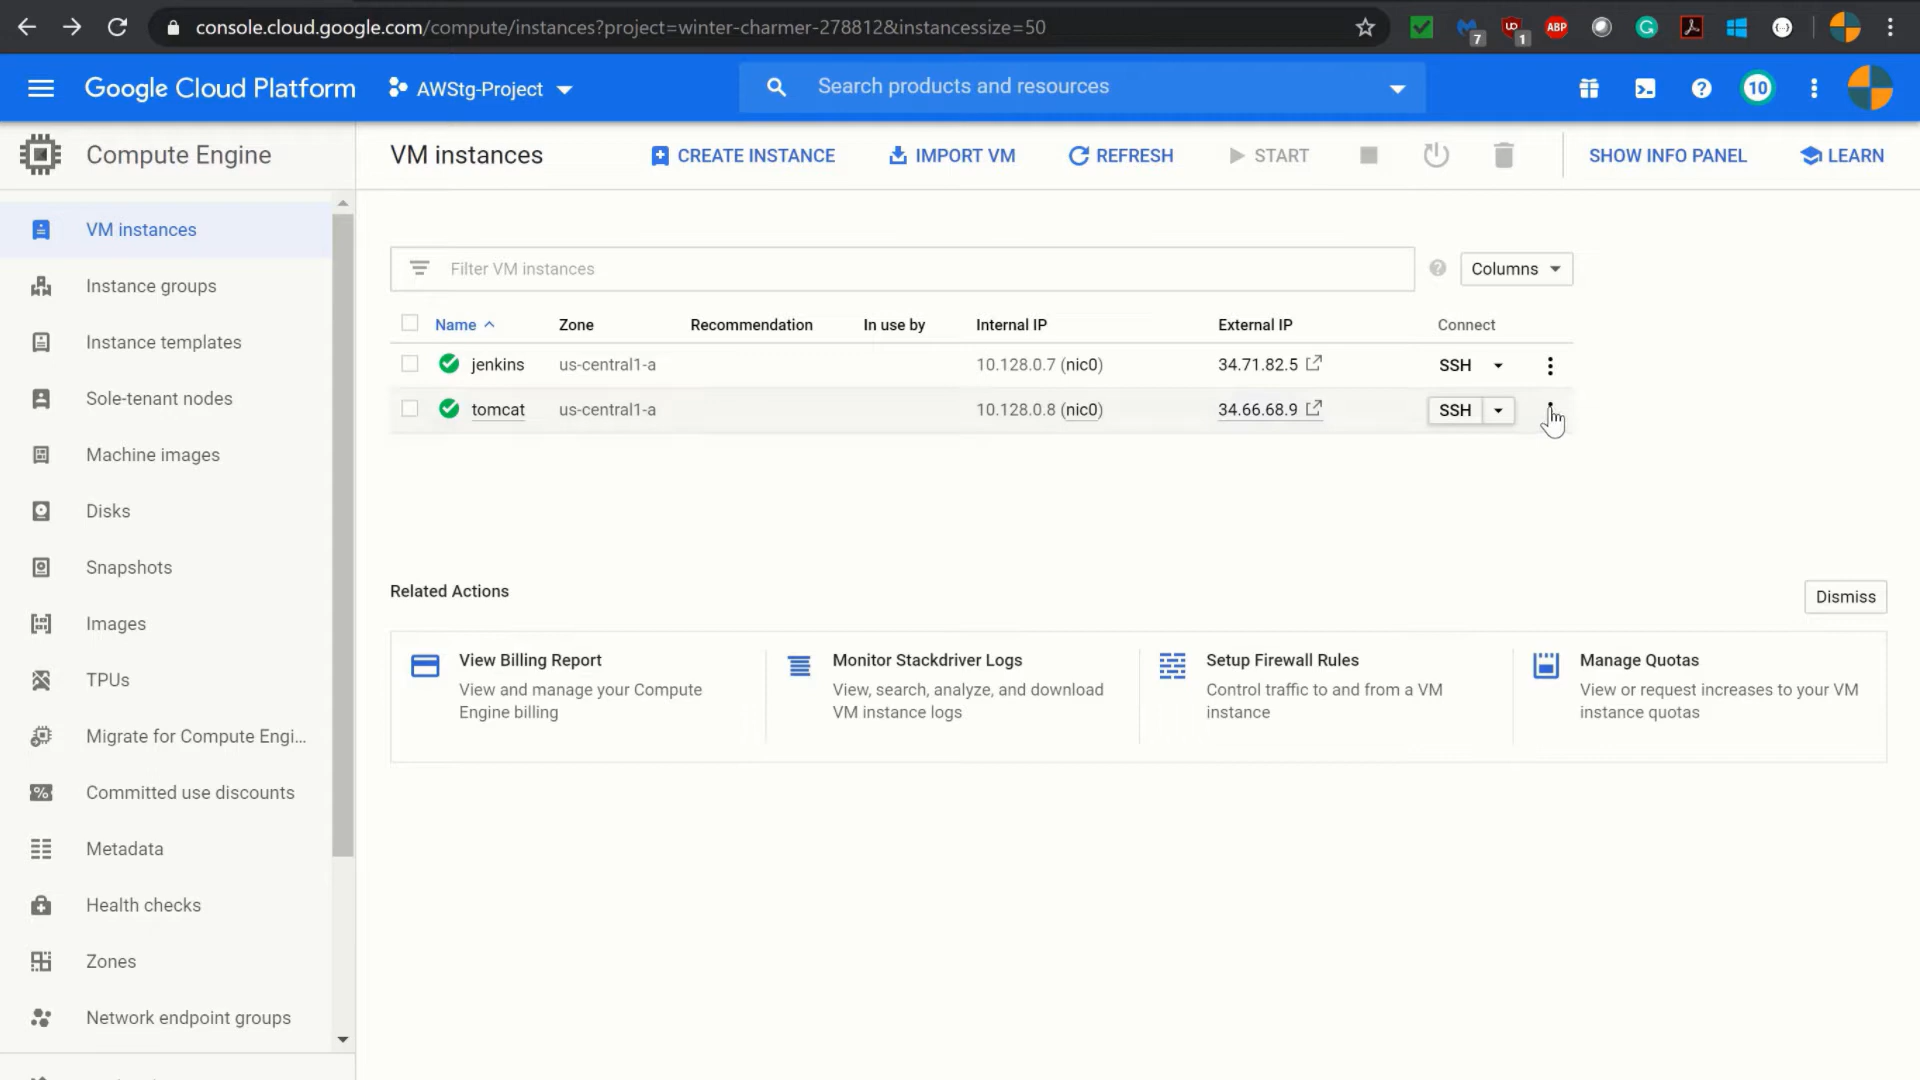 console.cloud.google.com/compute/instances?project=winter-charmer-278812&instancessize=50
7
UD
1
ABP
G
Google Cloud Platform
AWStg-Project
Search products and resources
10
Compute Engine
VM instances
CREATE INSTANCE
IMPORT VM
REFRESH
START
SHOW INFO PANEL
LEARN
VM instances
Instance groups
Instance templates
Sole-tenant nodes
Machine images
Disks
Snapshots
Images
TPUs
Migrate for Compute Engi...
Committed use discounts
Metadata
Health checks
Zones
Network endpoint groups
Filter VM instances
Columns
Name Zone Recommendation In use by Internal IP External IP Connect
jenkins us-central1-a 10.128.0.7 (nic0) 34.71.82.5 SSH
tomcat us-central1-a 10.128.0.8 (nic0) 34.66.68.9 SSH
Related Actions
Dismiss
View Billing Report
View and manage your Compute
Engine billing
Monitor Stackdriver Logs
View, search, analyze, and download
VM instance logs
Setup Firewall Rules
Control traffic to and from a VM
instance
Manage Quotas
View or request increases to your VM
instance quotas